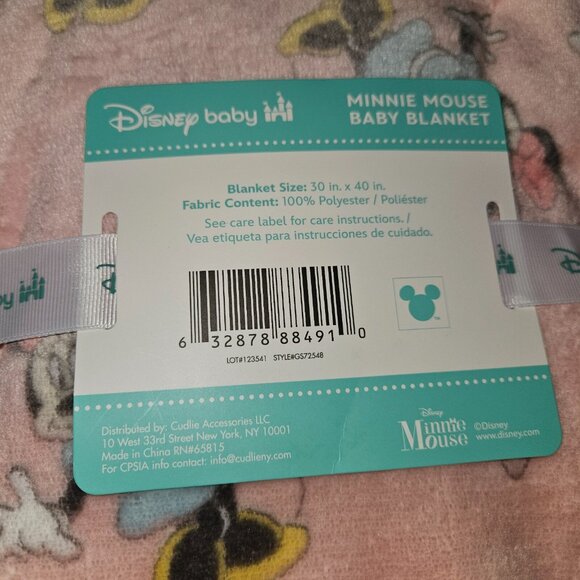 Disney baby
MINNIE MOUSE
BABY BLANKET
Blanket Size: 30 in. x 40 in.
Fabric Content: 100% Polyester / Poliéster
See care label for care instructions. /
Vea etiqueta para instrucciones de cuidado.
by
D
Di
6 32878 88491 0
TM
LOT#123541 STYLE#GS72548
Distributed by: Cudlie Accessories LLC
10 West 33rd Street New York, NY 10001
Made in China RN#65815
For CPSIA info contact: info@cudlieny.com
Disney
Minnie
Mouse
©Disney
www.disney.com